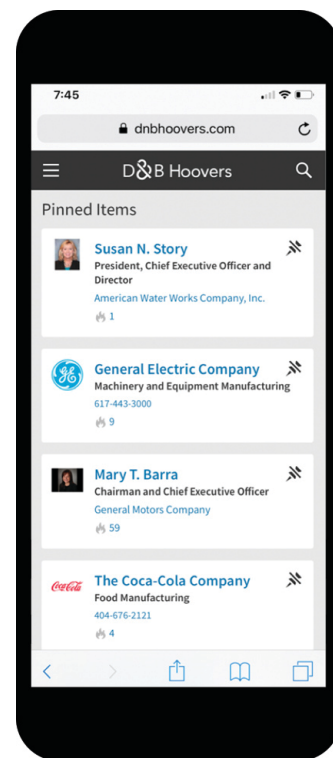 7:45
dnbhoovers.com
D&B Hoovers
Pinned Items
Susan N. Story
President, Chief Executive Officer and
Director
American Water Works Company, Inc.
1
General Electric Company
Machinery and Equipment Manufacturing
617-443-3000
9
Mary T. Barra
Chairman and Chief Executive Officer
General Motors Company
59
Coca-Cola
The Coca-Cola Company
Food Manufacturing
404-676-2121
4